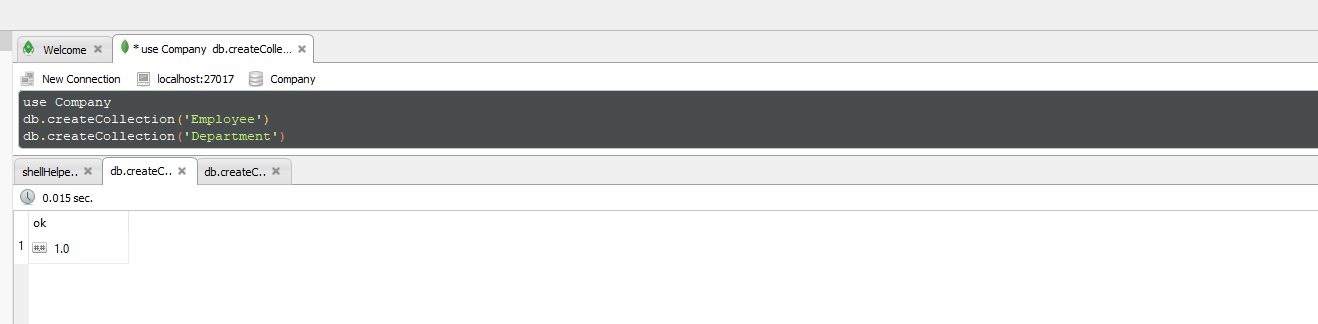 Welcome
* use Company db.createColle...
New Connection localhost:27017 Company
use Company
db.createCollection('Employee')
db.createCollection('Department')
shellHelpe.. db.createC.. db.createC..
0.015 sec.
ok
1 ## 1.0